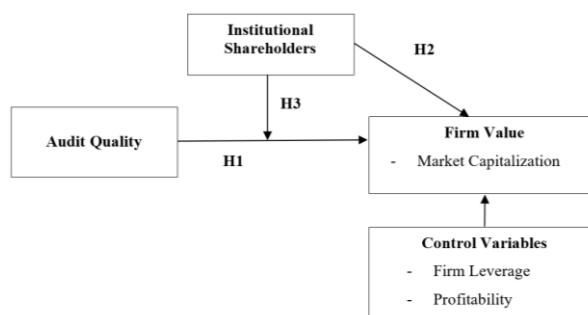 Institutional
Shareholders
H2
H3
Audit Quality
H1
Firm Value
- Market Capitalization
Control Variables
- Firm Leverage
- Profitability